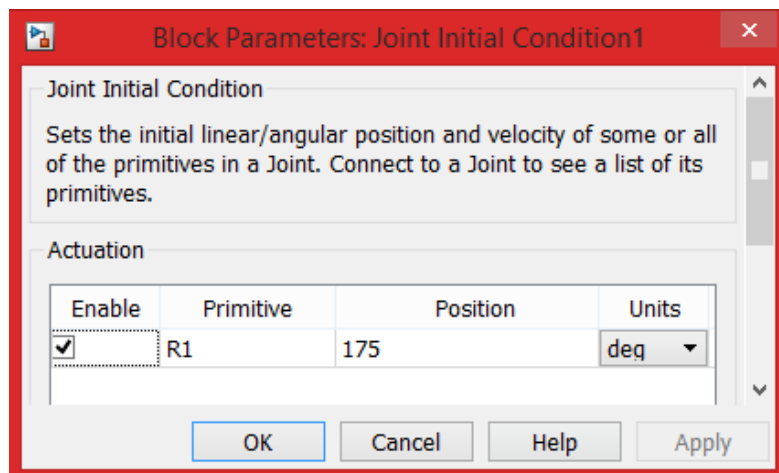 Block Parameters: Joint Initial Condition1
Joint Initial Condition
Sets the initial linear/angular position and velocity of some or all
of the primitives in a Joint. Connect to a Joint to see a list of its
primitives.
Actuation
Enable Primitive Position Units
R1 175 deg
OK Cancel Help Apply